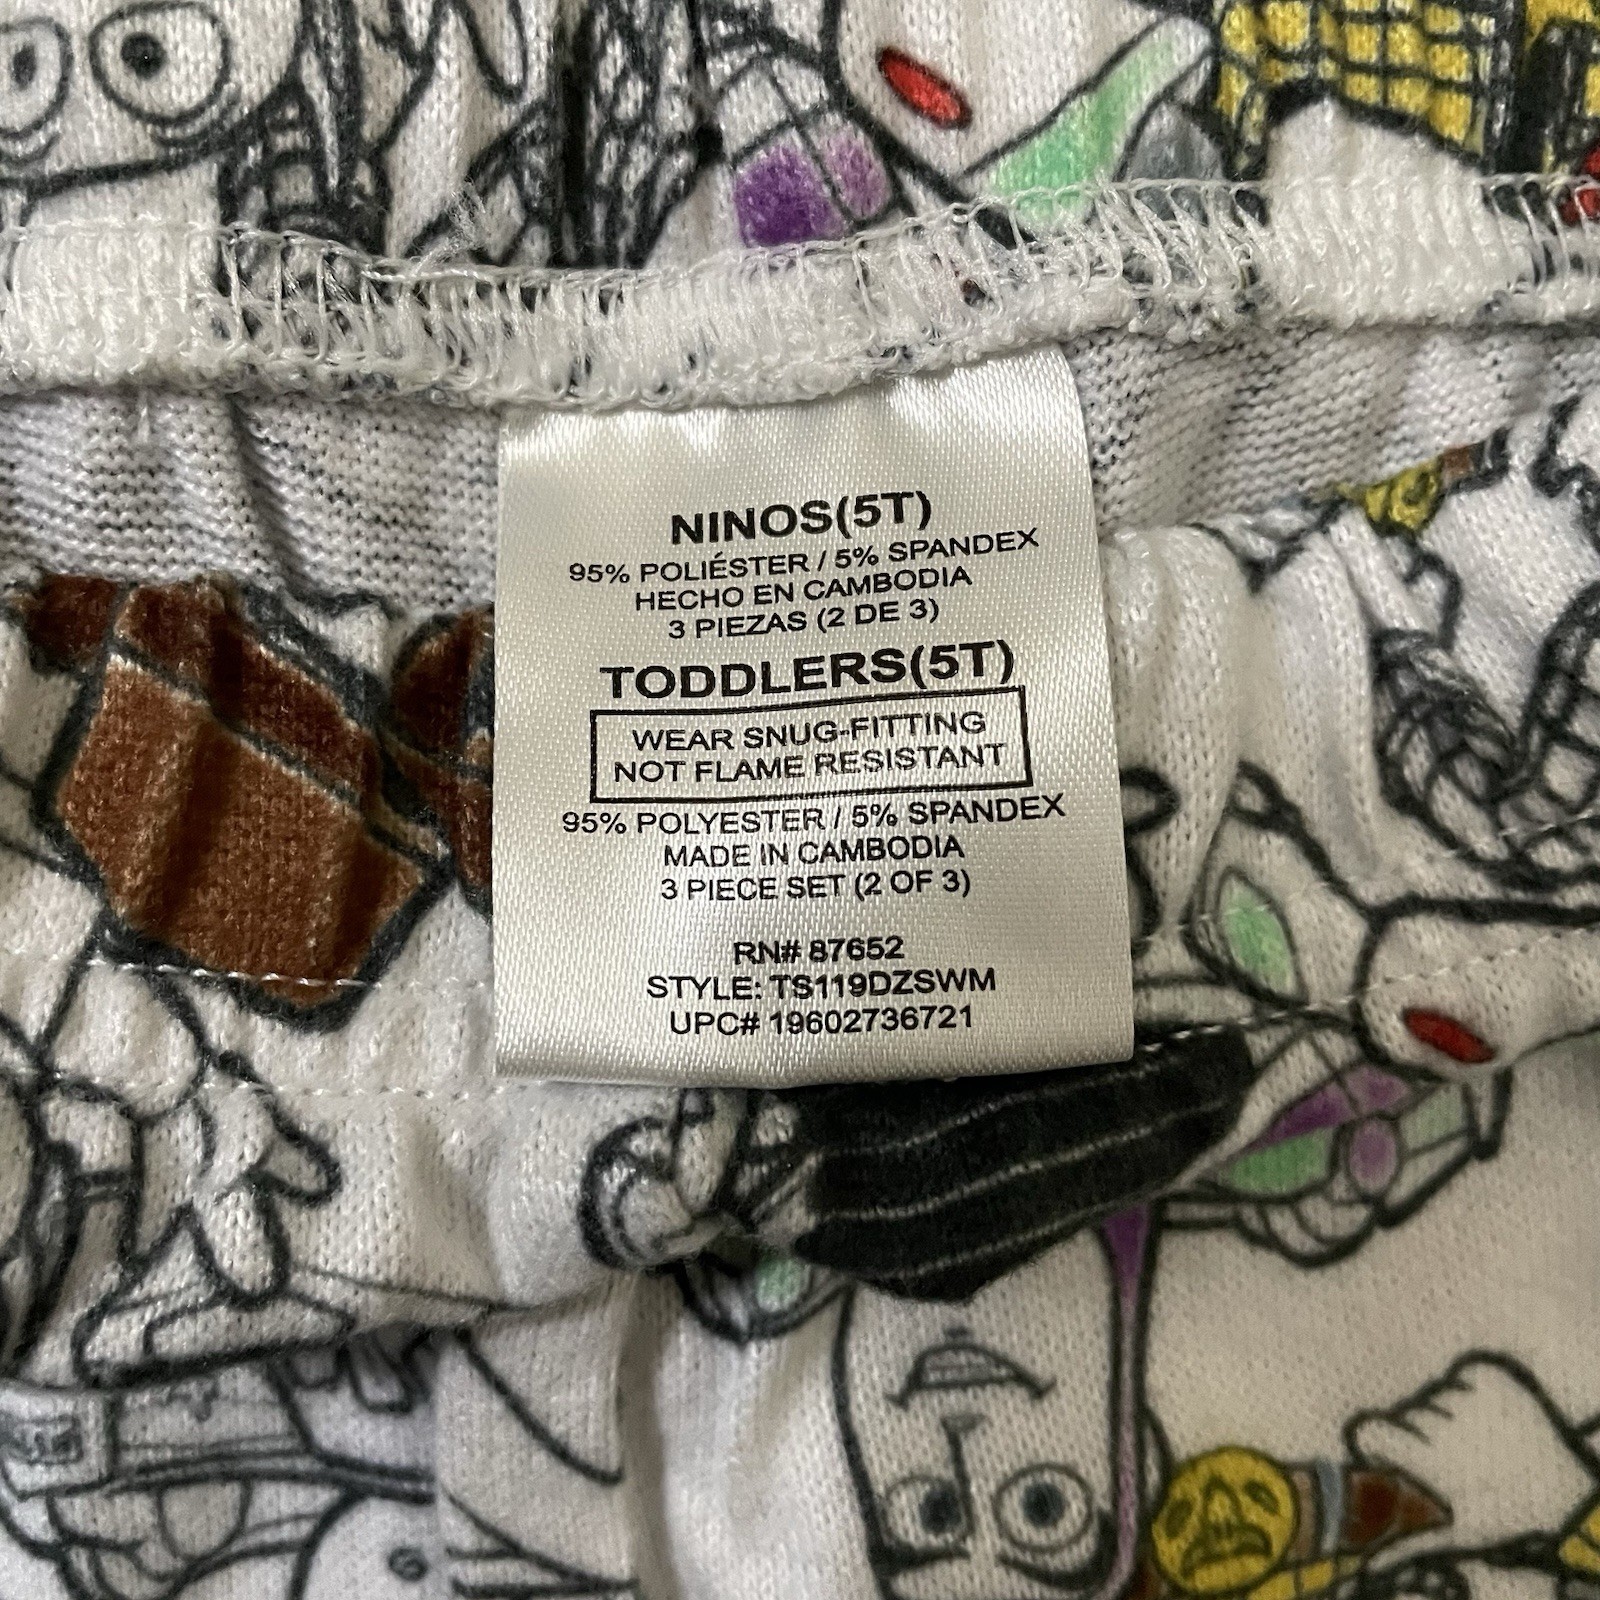 NINOS(5T)
95% POLIÉSTER / 5% SPANDEX
HECHO EN CAMBODIA
3 PIEZAS (2 DE 3)
TODDLERS(5T)
WEAR SNUG-FITTING
NOT FLAME RESISTANT
95% POLYESTER / 5% SPANDEX
MADE IN CAMBODIA
3 PIECE SET (2 OF 3)
RN# 87652
STYLE: TS119DZSWM
UPC# 19602736721